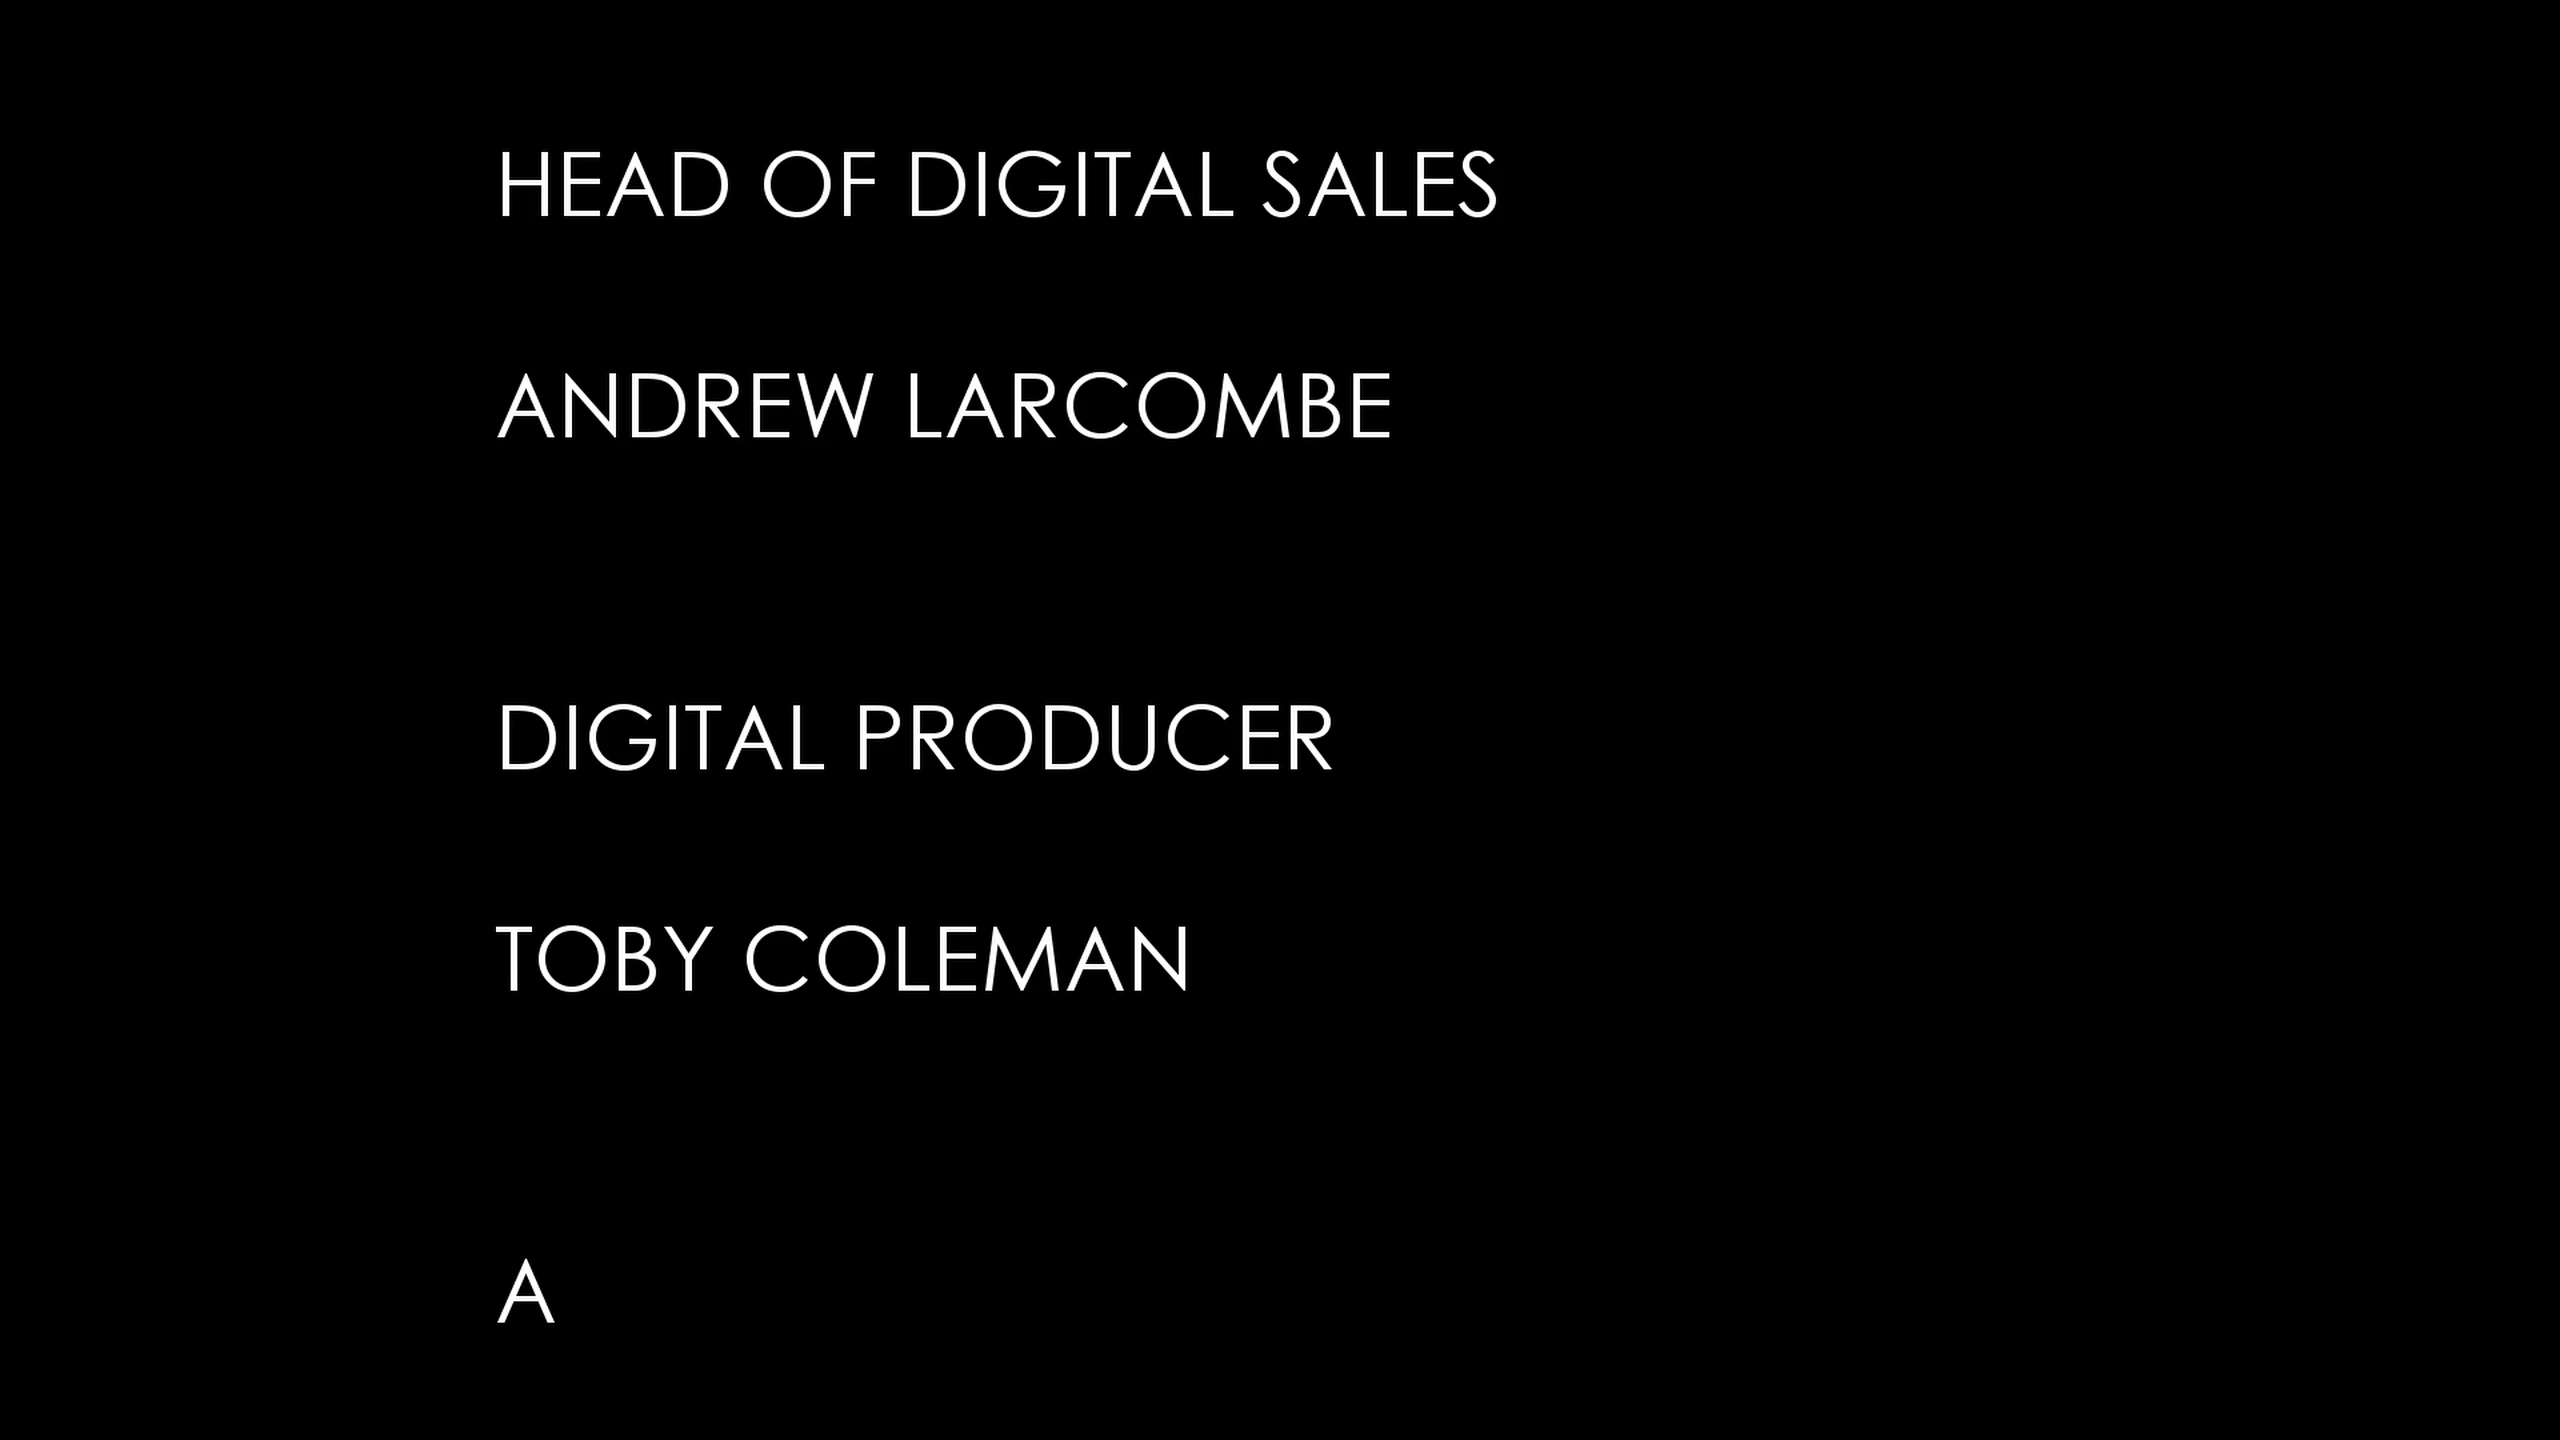 HEAD OF DIGITAL SALES
ANDREW LARCOMBE
DIGITAL PRODUCER
TOBY COLEMAN
A